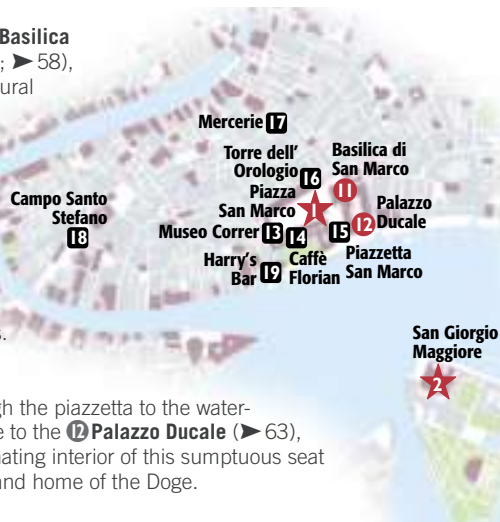 Basilica
; ➤ 58),
ural
Mercerie 17
Torre dell'
Orologio 16
Basilica di
San Marco
11
Piazza
San Marco 1
Palazzo
Ducale
12
Campo Santo
Stefano
18
Museo Correr 13
14
Caffè
Florian
15
Piazzetta
San Marco
Harry's
Bar 19
San Giorgio
Maggiore
2
s.
gh the piazzetta to the water-
e to the 12 Palazzo Ducale (➤ 63),
nating interior of this sumptuous seat
and home of the Doge.